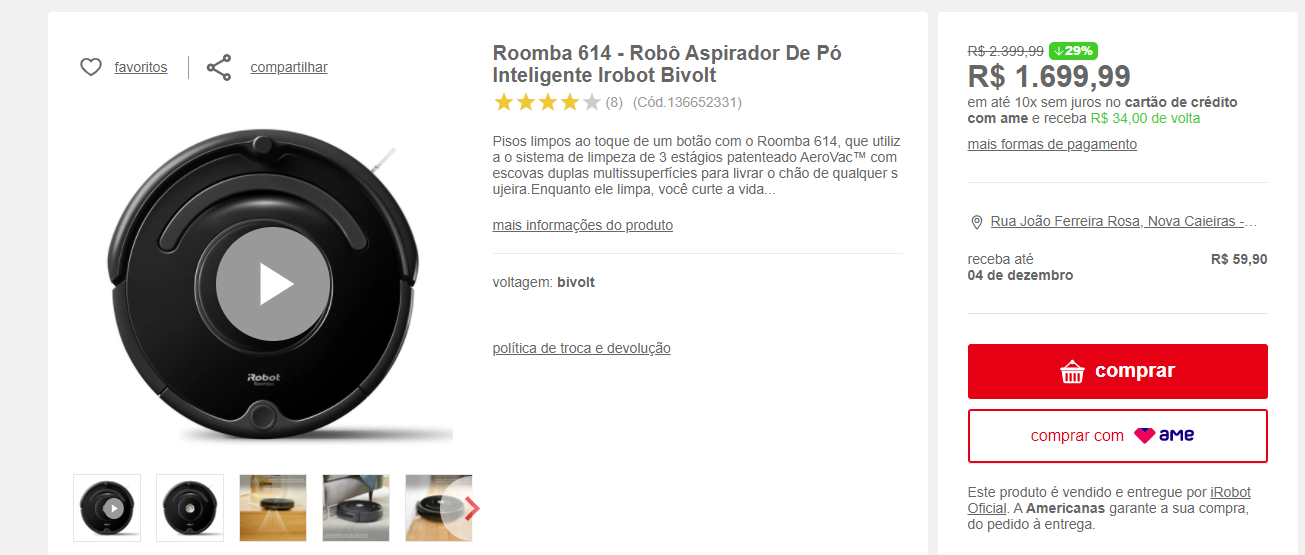 favoritos
compartilhar
iRobot
Roomba
Roomba 614 - Robô Aspirador De Pó
Inteligente Irobot Bivolt
(8) (Cód.136652331)
Pisos limpos ao toque de um botão com o Roomba 614, que utiliz
a o sistema de limpeza de 3 estágios patenteado AeroVac™ com
escovas duplas multissuperfícies para livrar o chão de qualquer s
ujeira.Enquanto ele limpa, você curte a vida...
mais informações do produto
voltagem: bivolt
política de troca e devolução
R$ 2.399,99 29%
R$ 1.699,99
em até 10x sem juros no cartão de crédito
com ame e receba R$ 34,00 de volta
mais formas de pagamento
Rua João Ferreira Rosa, Nova Caieiras -...
receba até R$ 59,90
04 de dezembro
comprar
comprar com ame
Este produto é vendido e entregue por iRobot
Oficial. A Americanas garante a sua compra,
do pedido à entrega.